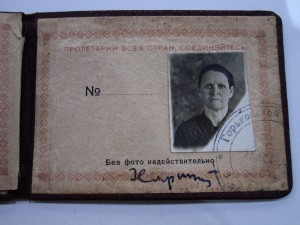 ПРОЛЕТАРИИ ВСЕХ СТРАН, СОЕДИНЯЙТЕСЬ
№
Без фото недействительно